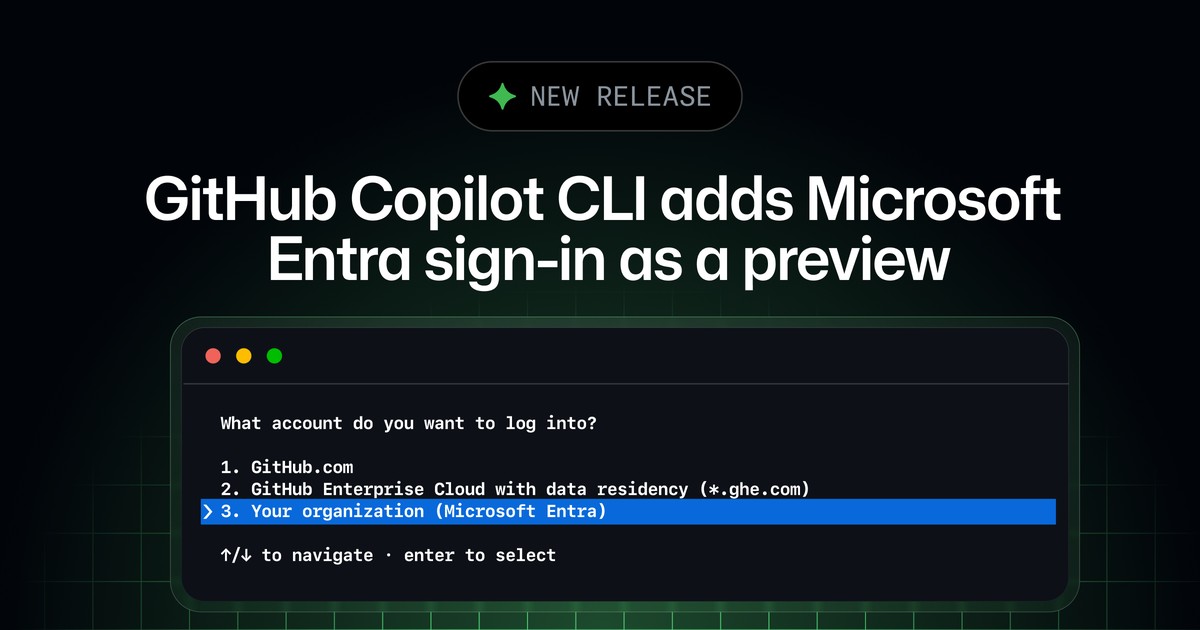 NEW RELEASE
GitHub Copilot CLI adds Microsoft
Entra sign-in as a preview
What account do you want to log into?
1. GitHub.com
2. GitHub Enterprise Cloud with data residency (*.ghe.com)
❯ 3. Your organization (Microsoft Entra)
↑/↓ to navigate · enter to select